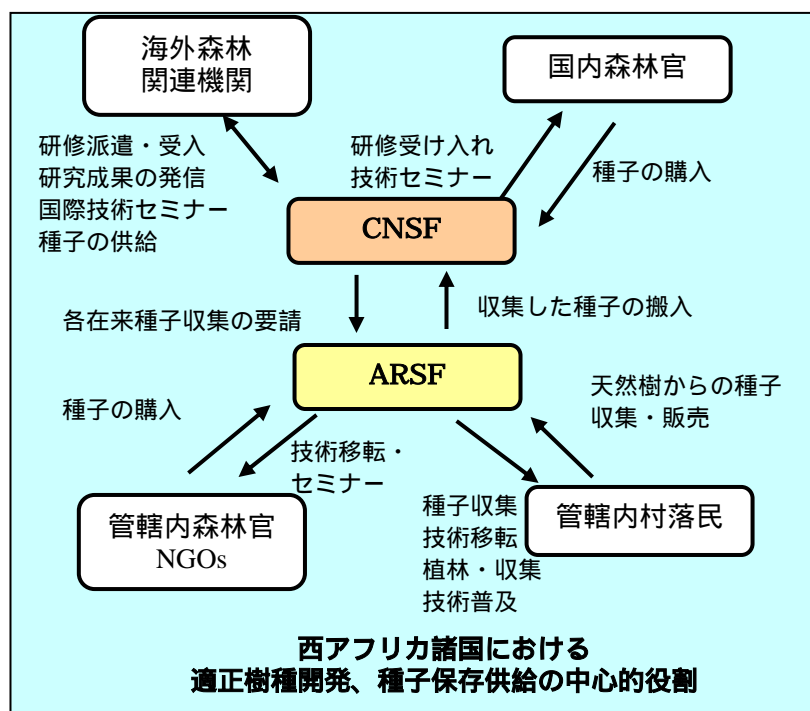 海外森林
関連機関
国内森林官
研修派遣・受入
研究成果の発信
国際技術セミナー
種子の供給
研修受け入れ
技術セミナー
種子の購入
CNSF
各在来種子収集の要請
収集した種子の搬入
ARSF
種子の購入
天然樹からの種子
収集・販売
技術移転・
セミナー
種子収集
技術移転
植林・収集
技術普及
管轄内森林官
NGOs
管轄内村落民
西アフリカ諸国における
適正樹種開発、種子保存供給の中心的役割